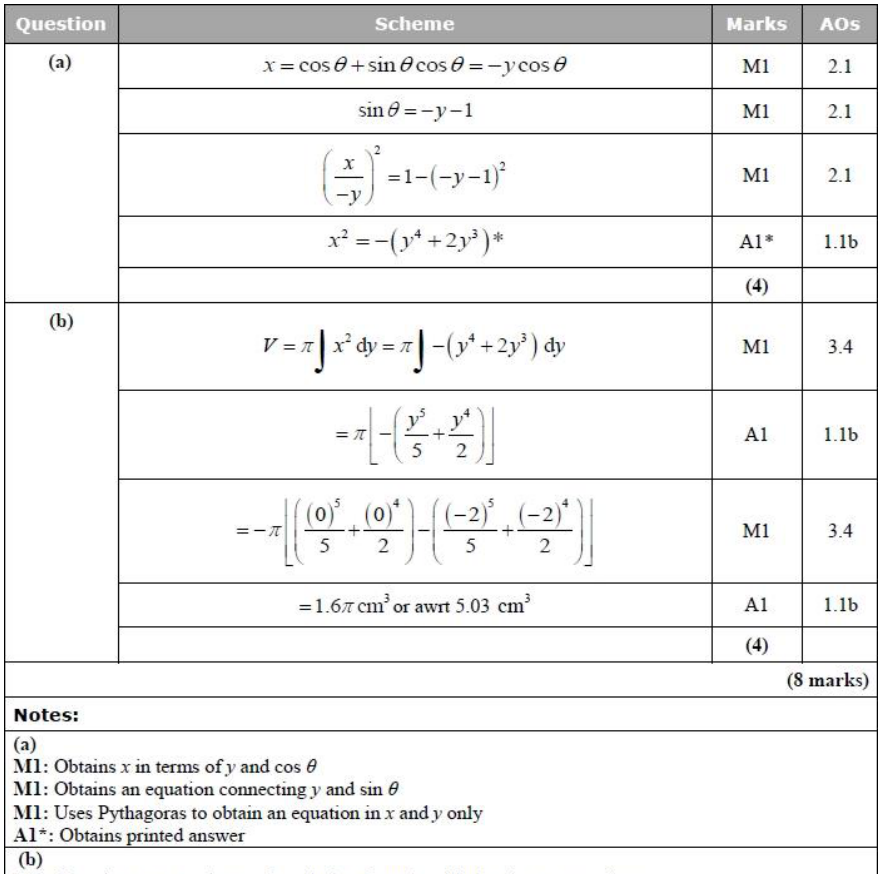 Question Scheme Marks AOs
(a) x = cos θ + sin θ cos θ = −y cos θ M1 2.1
sin θ = −y − 1 M1 2.1
(x/−y)² = 1 − (−y − 1)² M1 2.1
x² = −(y⁴ + 2y³)* A1* 1.1b
(4)
(b) V = π∫ x² dy = π∫ −(y⁴ + 2y³) dy M1 3.4
= π[−(y⁵/5 + y⁴/2)] A1 1.1b
= −π[((0)⁵/5 + (0)⁴/2) − ((−2)⁵/5 + (−2)⁴/2)] M1 3.4
= 1.6π cm³ or awrt 5.03 cm³ A1 1.1b
(4)
(8 marks)
Notes:
(a)
M1: Obtains x in terms of y and cos θ
M1: Obtains an equation connecting y and sin θ
M1: Uses Pythagoras to obtain an equation in x and y only
A1*: Obtains printed answer
(b)